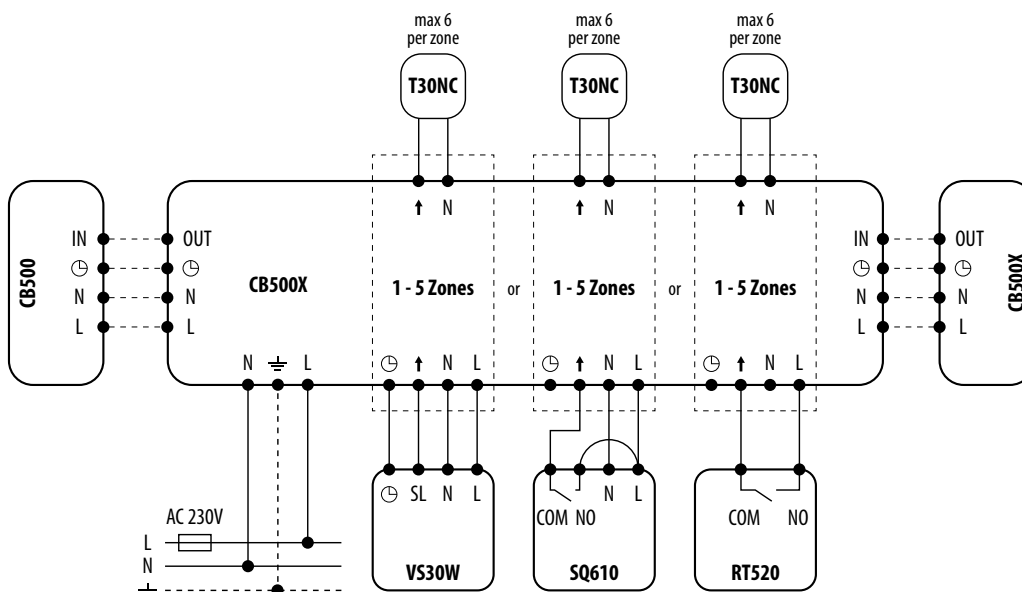 max 6
per zone
max 6
per zone
max 6
per zone
T30NC
T30NC
T30NC
↑ N
↑ N
↑ N
CB500
IN
N
L
OUT
N
L
CB500X
1 - 5 Zones
or
1 - 5 Zones
or
1 - 5 Zones
IN
N
L
OUT
N
L
CB500X
N L
↑ N L
↑ N L
↑ N L
SL N L
VS30W
N L
COM NO
SQ610
COM NO
RT520
AC 230V
L
N